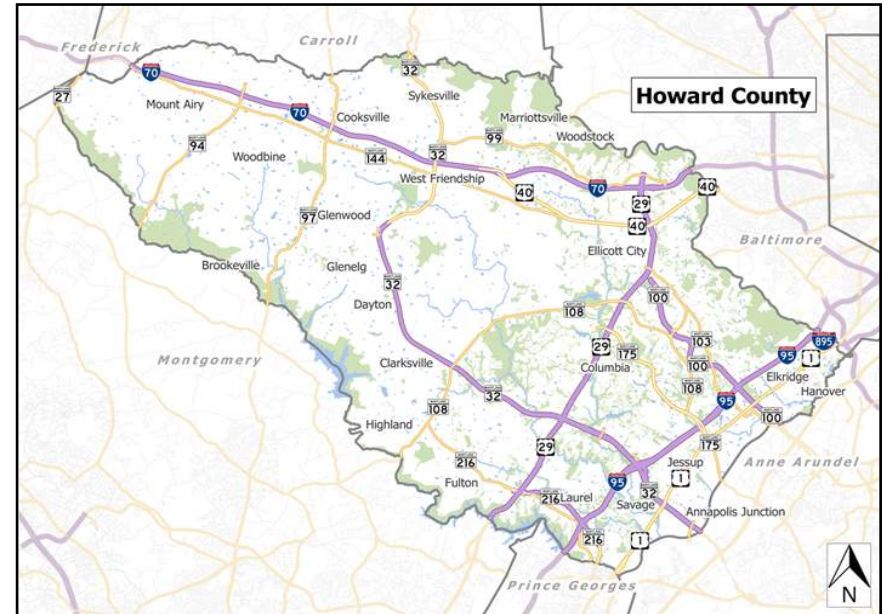 Frederick
Carroll
Howard County
70
32
27
Mount Airy
Sykesville
70
Cooksville
Marriottsville
94
99
Woodstock
Woodbine
144
32
West Friendship
70
40
40
29
97
Glenwood
40
Baltimore
Ellicott City
Brookeville
Glenelg
32
100
Dayton
108
103
895
Montgomery
29
175
95
1
Clarksville
Columbia
100
Elkridge
32
108
Hanover
108
95
100
Highland
29
175
216
Jessup
Anne Arundel
Fulton
95
1
216
Laurel
32
Savage
Annapolis Junction
216
1
Prince Georges
N